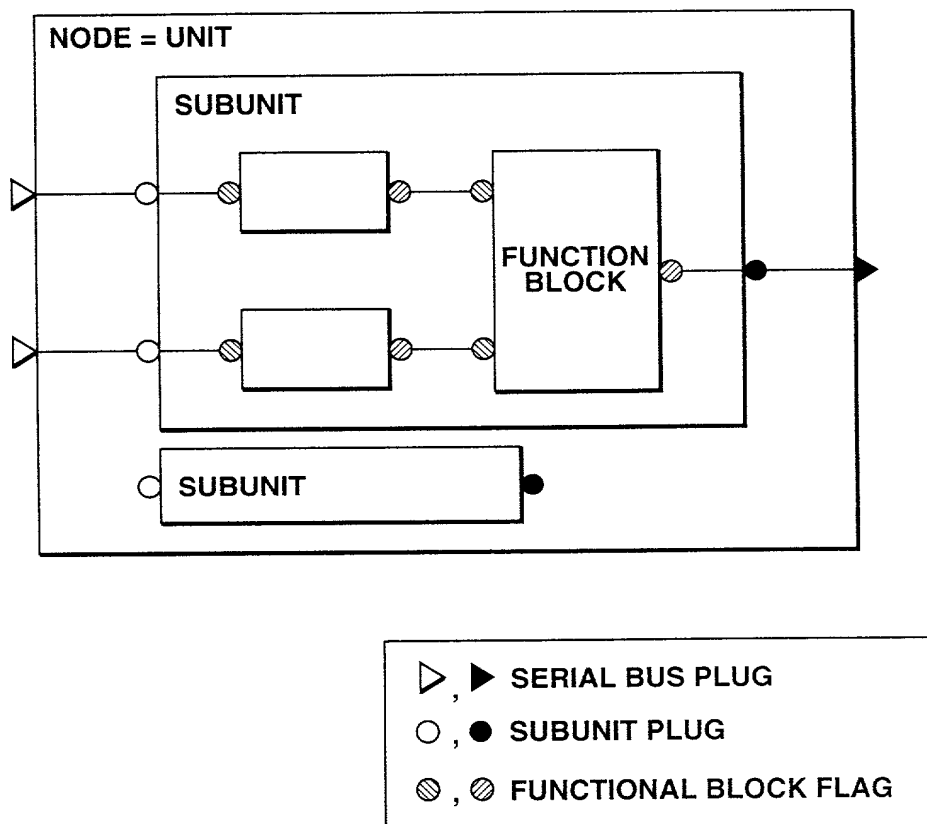 NODE = UNIT
SUBUNIT
FUNCTION
BLOCK
SUBUNIT
, SERIAL BUS PLUG
, SUBUNIT PLUG
, FUNCTIONAL BLOCK FLAG